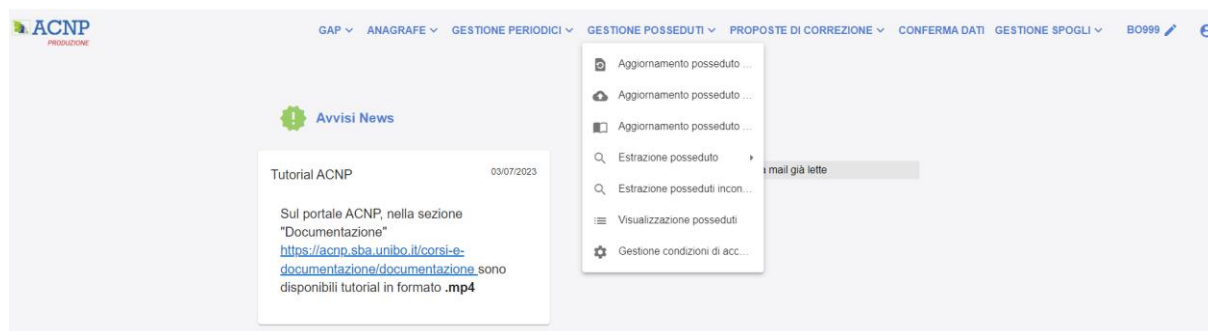 ACNP
PRODUZIONE
GAP ANAGRAFE GESTIONE PERIODICI GESTIONE POSSEDUTI PROPOSTE DI CORREZIONE CONFERMA DATI GESTIONE SPOGLI BO999
Aggiornamento posseduto ...
Aggiornamento posseduto ...
Aggiornamento posseduto ...
Estrazione posseduto
Estrazione posseduti incon...
Visualizzazione posseduti
Gestione condizioni di acc...
Avvisi News
Tutorial ACNP 03/07/2023
Sul portale ACNP, nella sezione
"Documentazione"
https://acnp.sba.unibo.it/corsi-e-
documentazione/documentazione sono
disponibili tutorial in formato .mp4
mail già lette